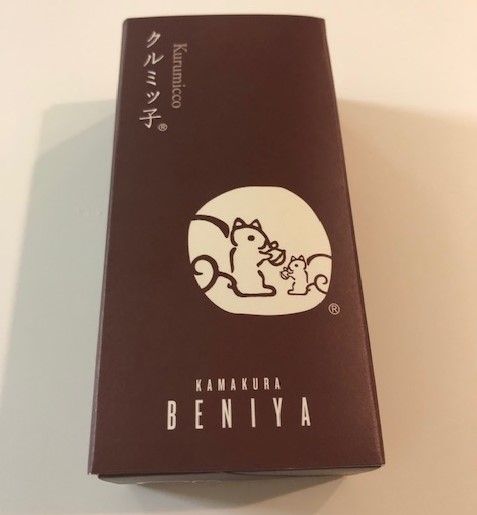 クルミッ子®
Kurumicco
®
KAMAKURA
BENIYA